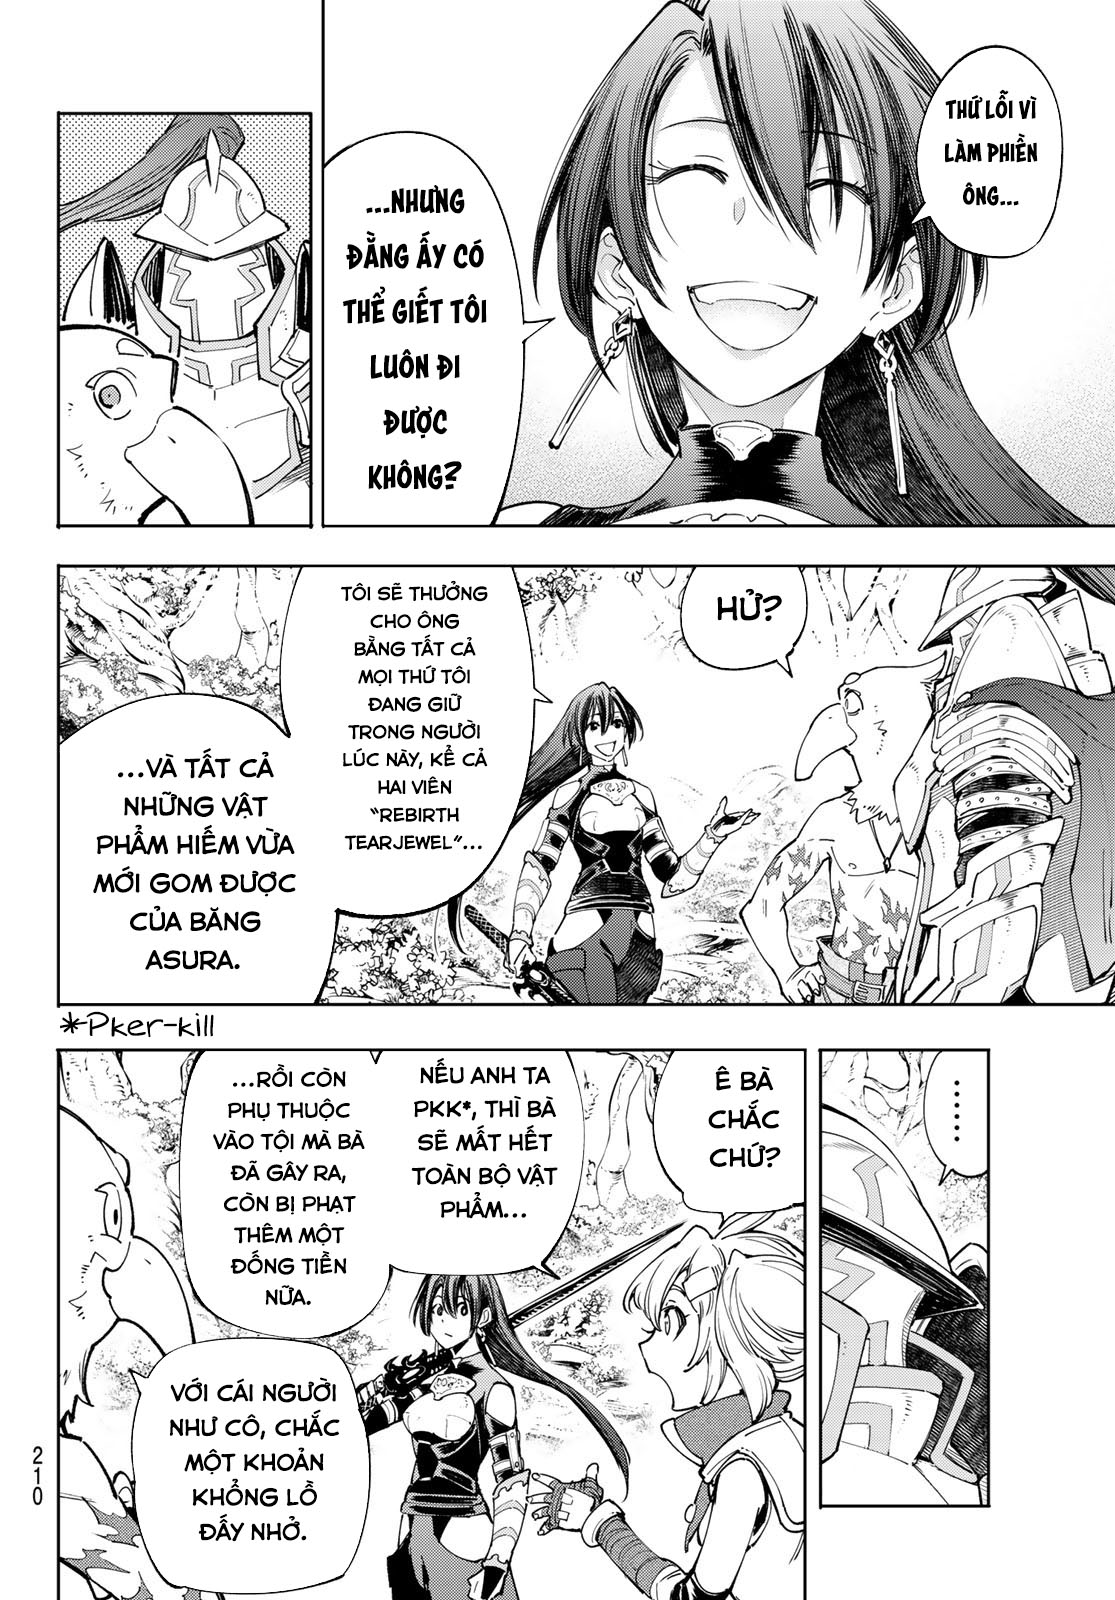 THỨ LỖI VÌ
LÀM PHIỀN
ÔNG...
...NHƯNG
ĐẰNG ẤY CÓ
THỂ GIẾT TÔI
LUÔN ĐI
ĐƯỢC
KHÔNG?
HỬ?
TÔI SẼ THƯỞNG
CHO ÔNG
BẰNG TẤT CẢ
MỌI THỨ TÔI
ĐANG GIỮ
TRONG NGƯỜI
LÚC NÀY, KỂ CẢ
HAI VIÊN
“REBIRTH
TEARJEWEL”...
...VÀ TẤT CẢ
NHỮNG VẬT
PHẨM HIẾM VỪA
MỚI GOM ĐƯỢC
CỦA BĂNG
ASURA.
*Pker-kill
......
Ê BÀ
CHẮC
CHỨ?
NẾU ANH TA
PKK*, THÌ BÀ
SẼ MẤT HẾT
TOÀN BỘ VẬT
PHẨM...
...RỒI CÒN
PHỤ THUỘC
VÀO TỘI MÀ BÀ
ĐÃ GÂY RA,
CÒN BỊ PHẠT
THÊM MỘT
ĐỐNG TIỀN
NỮA.
VỚI CÁI NGƯỜI
NHƯ CÔ, CHẮC
MỘT KHOẢN
KHỔNG LỒ
ĐẤY NHỞ.
210